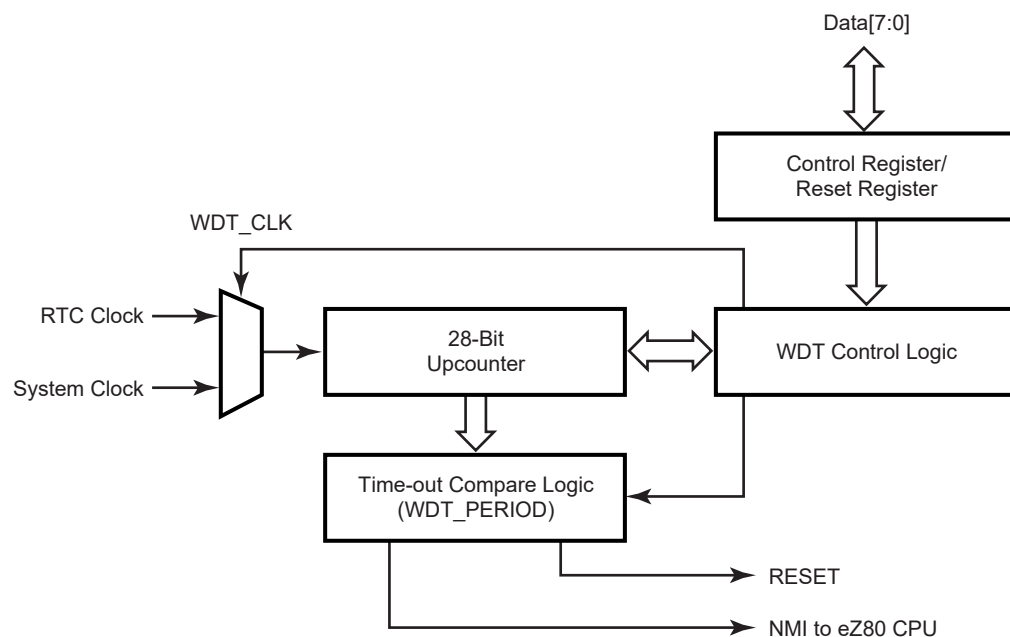 Data[7:0]
Control Register/
Reset Register
WDT_CLK
RTC Clock
28-Bit
Upcounter
WDT Control Logic
System Clock
Time-out Compare Logic
(WDT_PERIOD)
RESET
NMI to eZ80 CPU